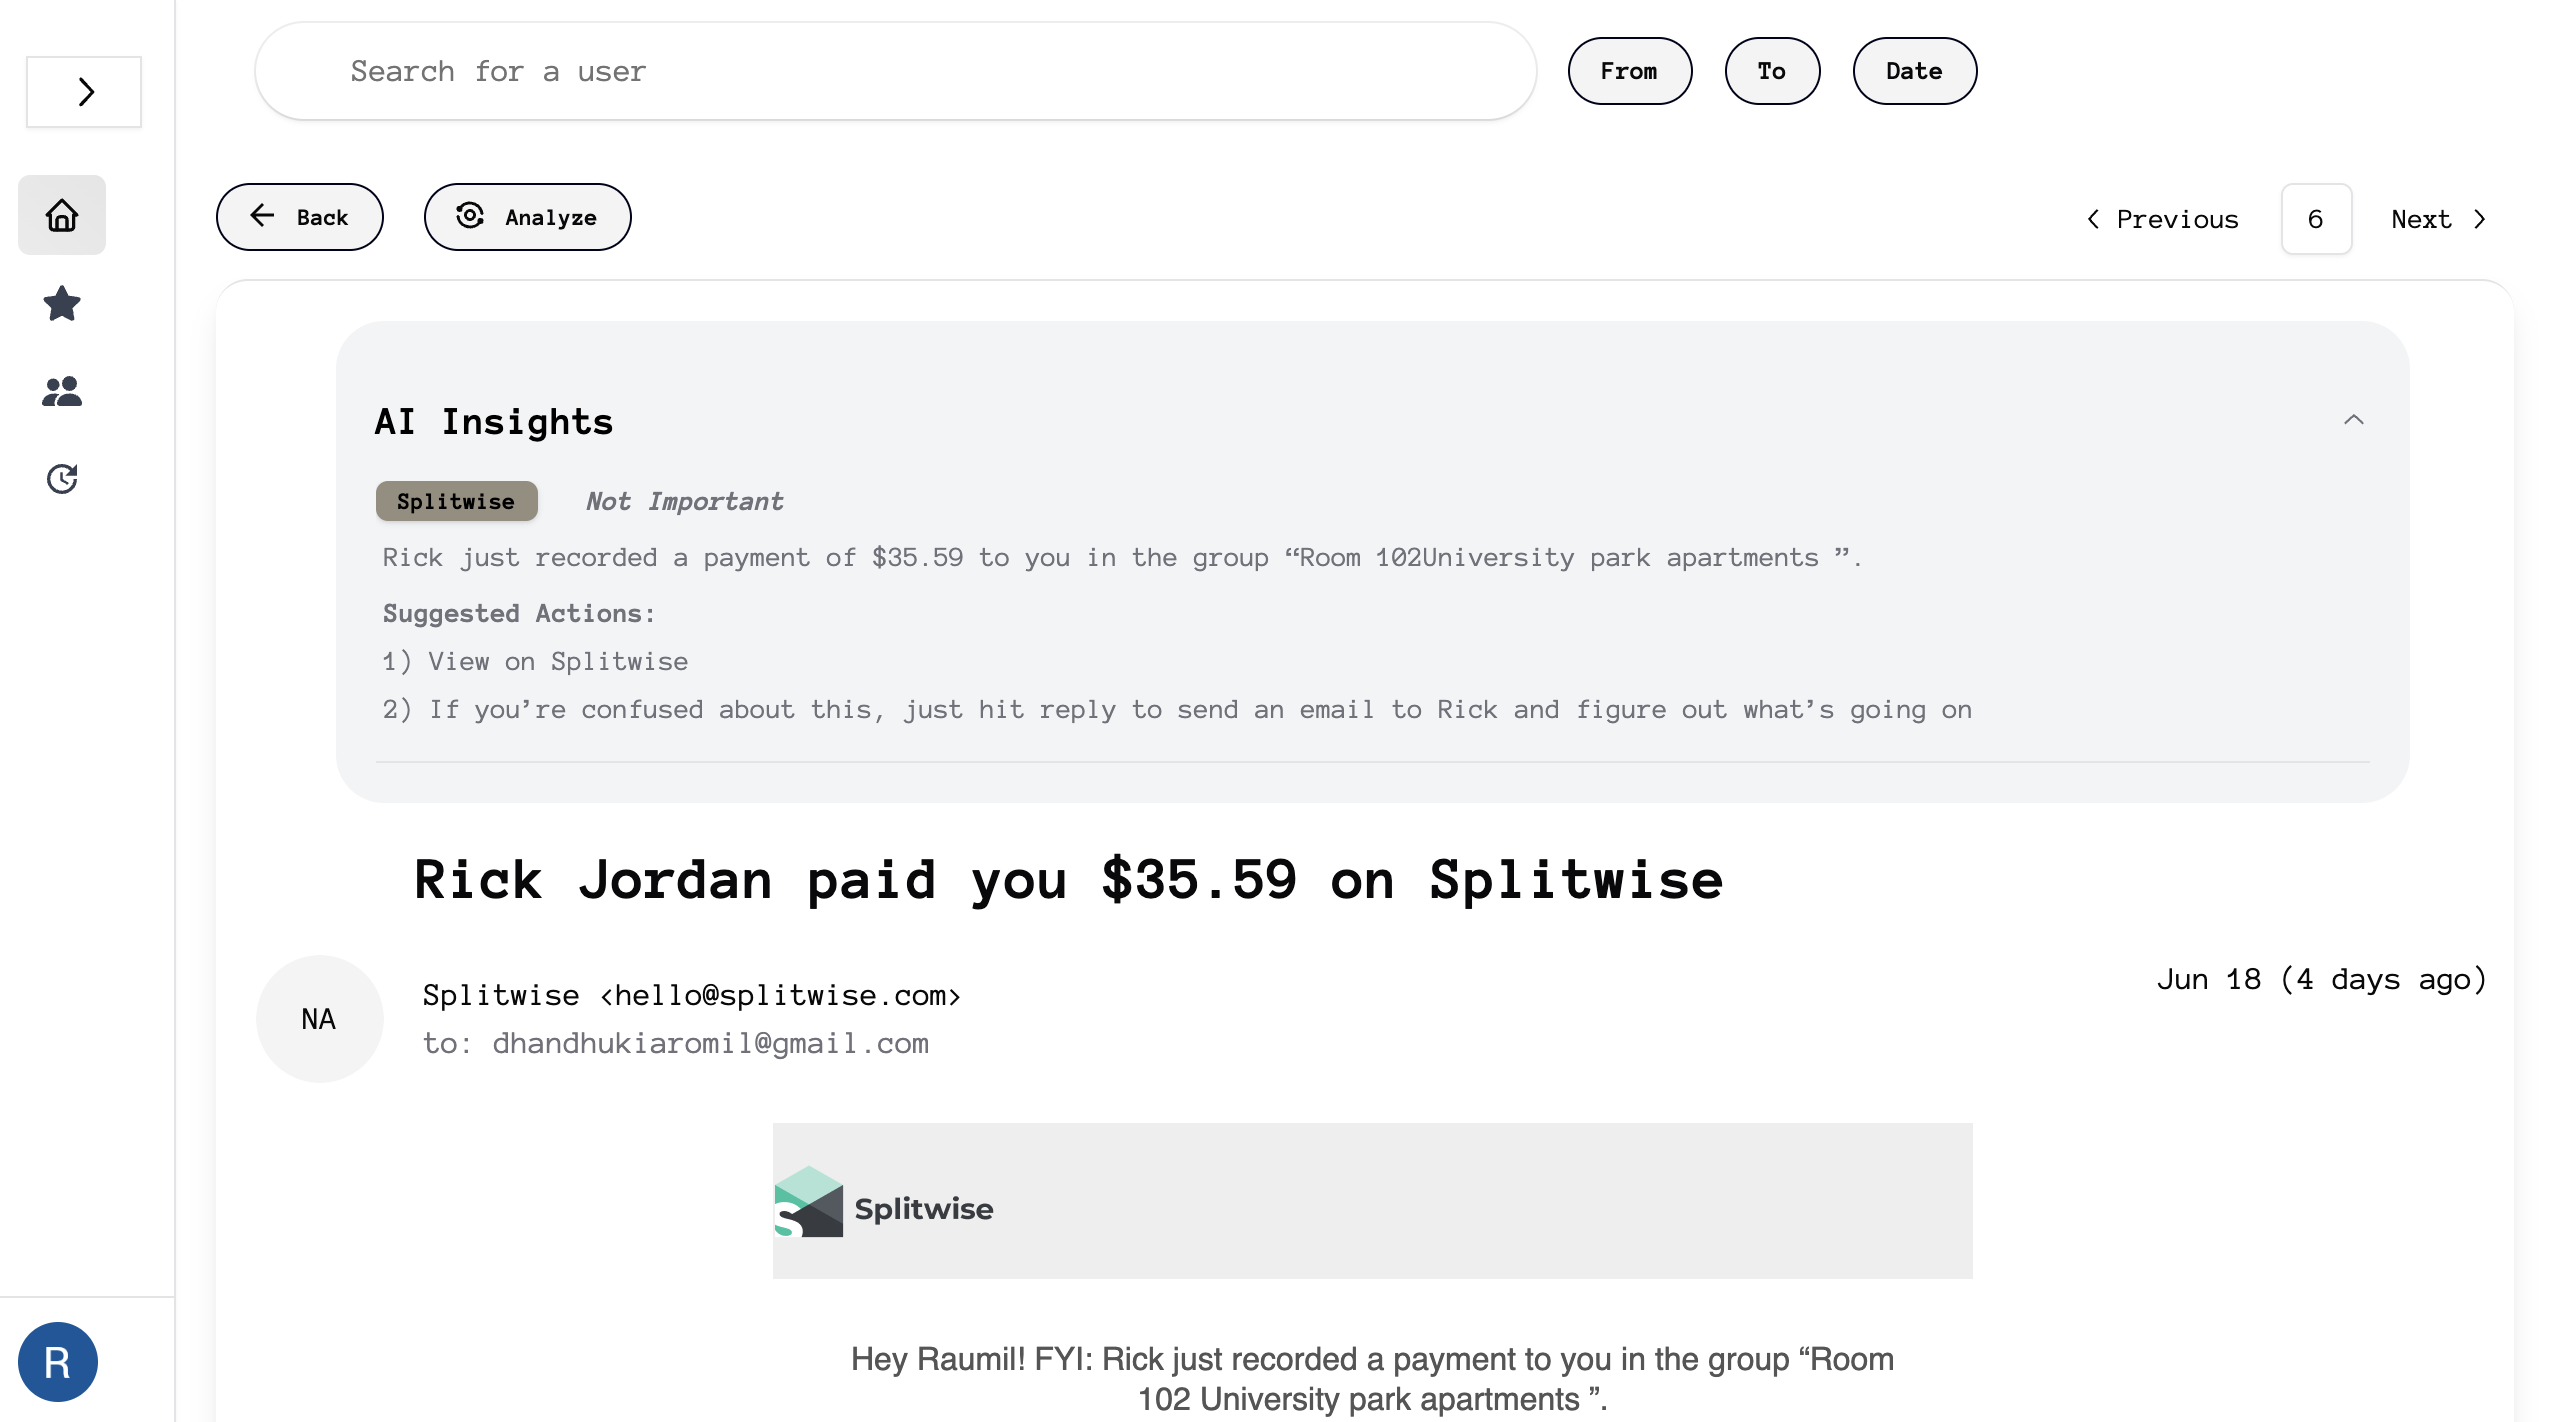 Search for a user
From
To
Date
Back
Analyze
Previous
6
Next
AI Insights
Splitwise
Not Important
Rick just recorded a payment of $35.59 to you in the group “Room 102University park apartments ”.
Suggested Actions:
1) View on Splitwise
2) If you’re confused about this, just hit reply to send an email to Rick and figure out what’s going on
Rick Jordan paid you $35.59 on Splitwise
NA
Splitwise <hello@splitwise.com>
Jun 18 (4 days ago)
to: dhandhukiaromil@gmail.com
Splitwise
Hey Raumil! FYI: Rick just recorded a payment to you in the group “Room
102 University park apartments ”.
R